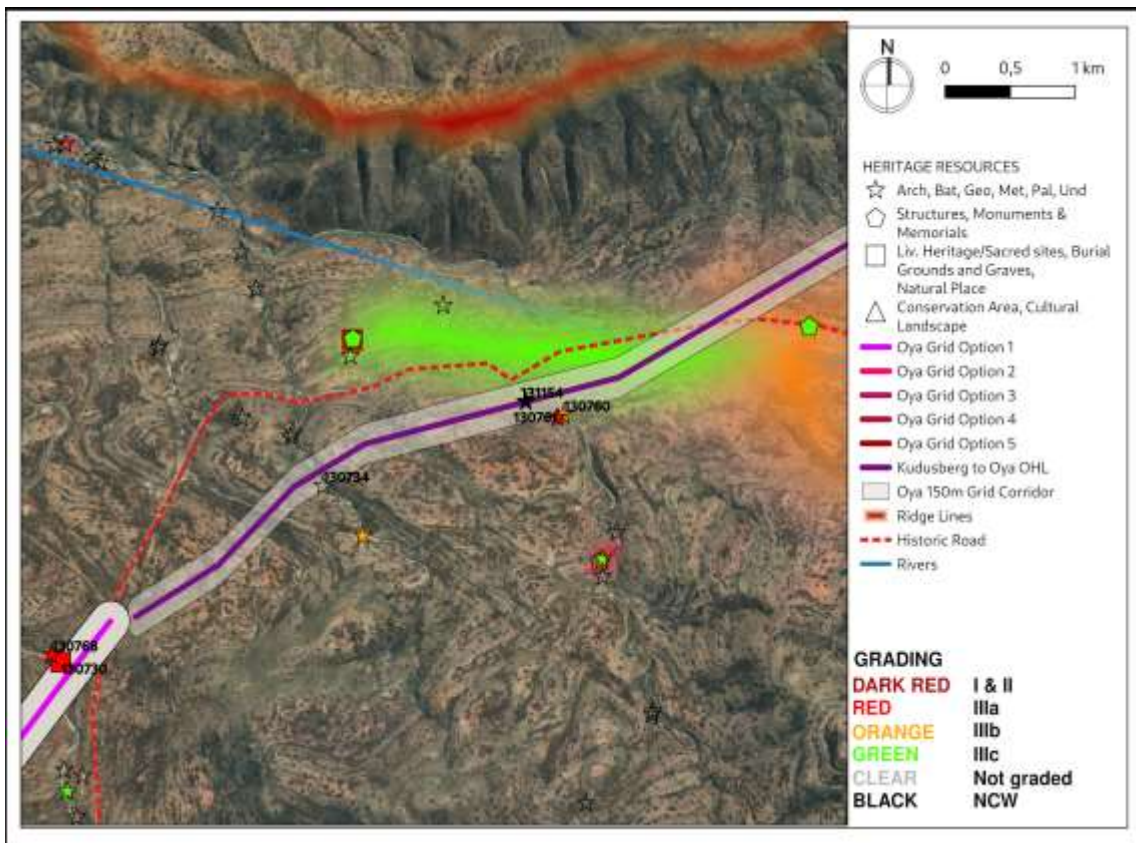 N
0 0,5 1 km
HERITAGE RESOURCES
Arch, Bat, Geo, Met, Pal, Und
Structures, Monuments &
Memorials
Liv. Heritage/Sacred sites, Burial
Grounds and Graves,
Natural Place
Conservation Area, Cultural
Landscape
Oya Grid Option 1
Oya Grid Option 2
Oya Grid Option 3
Oya Grid Option 4
Oya Grid Option 5
Kudusberg to Oya OHL
Oya 150m Grid Corridor
Ridge Lines
Historic Road
Rivers
131154
130760
130734
130768
130730
GRADING
DARK RED I & II
RED IIIa
ORANGE IIIb
GREEN IIIc
CLEAR Not graded
BLACK NCW